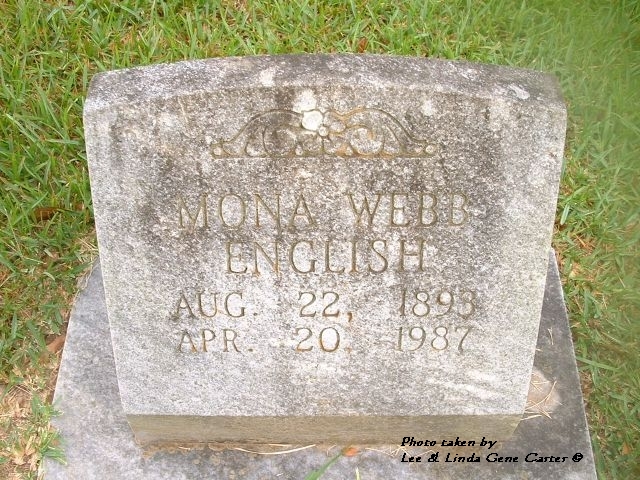 MONA WEBB
ENGLISH
AUG. 22, 1893
APR. 20, 1987
Photo taken by
Lee & Linda Gene Carter ©